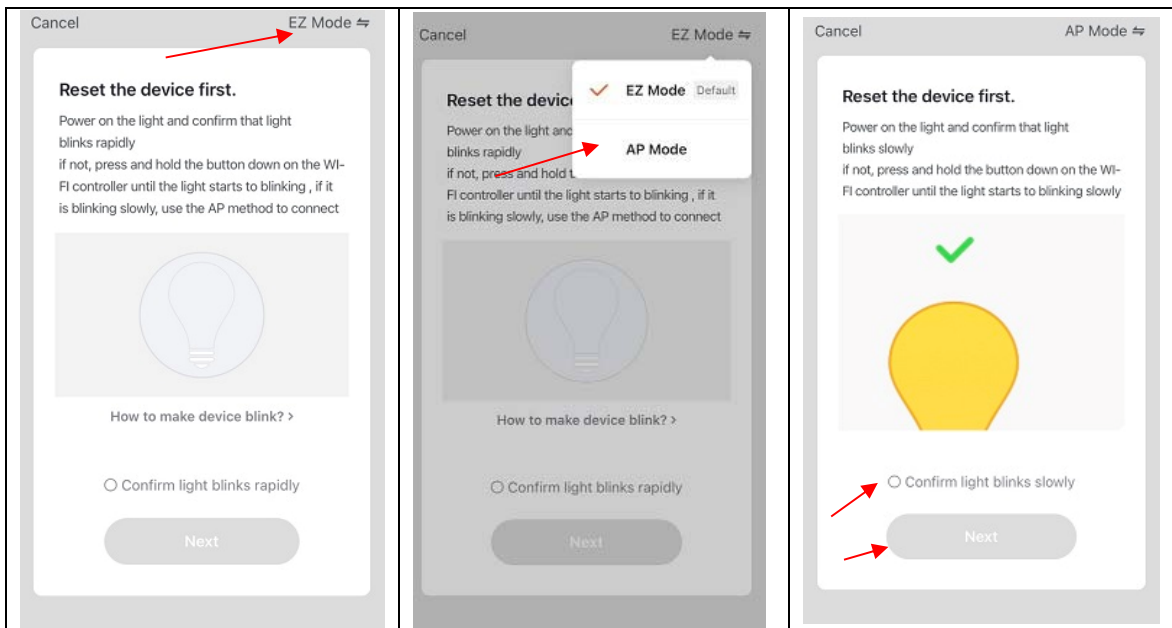 Cancel
EZ Mode ⇋
Reset the device first.
Power on the light and confirm that light
blinks rapidly
if not, press and hold the button down on the WI-
FI controller until the light starts to blinking , if it
is blinking slowly, use the AP method to connect
How to make device blink? >
Confirm light blinks rapidly
Next
Cancel
EZ Mode ⇋
EZ Mode Default
AP Mode
Reset the device
Power on the light and
blinks rapidly
if not, press and hold t
FI controller until the light starts to blinking , if it
is blinking slowly, use the AP method to connect
How to make device blink? >
Confirm light blinks rapidly
Next
Cancel
AP Mode ⇋
Reset the device first.
Power on the light and confirm that light
blinks slowly
if not, press and hold the button down on the WI-
FI controller until the light starts to blinking slowly
Confirm light blinks slowly
Next